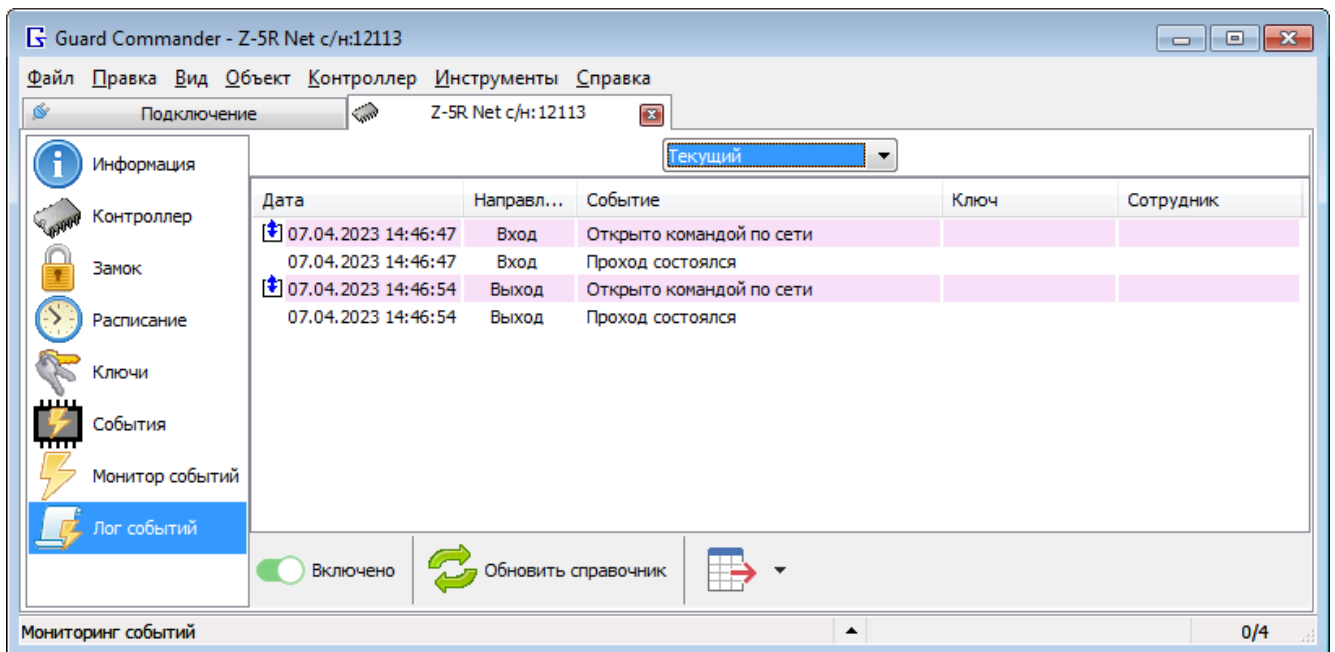 Guard Commander - Z-5R Net с/н:12113
Файл Правка Вид Объект Контроллер Инструменты Справка
Подключение Z-5R Net с/н:12113
Информация
Контроллер
Замок
Расписание
Ключи
События
Монитор событий
Лог событий
Текущий
Дата Направл... Событие Ключ Сотрудник
07.04.2023 14:46:47 Вход Открыто командой по сети
07.04.2023 14:46:47 Вход Проход состоялся
07.04.2023 14:46:54 Выход Открыто командой по сети
07.04.2023 14:46:54 Выход Проход состоялся
Включено Обновить справочник
Мониторинг событий 0/4